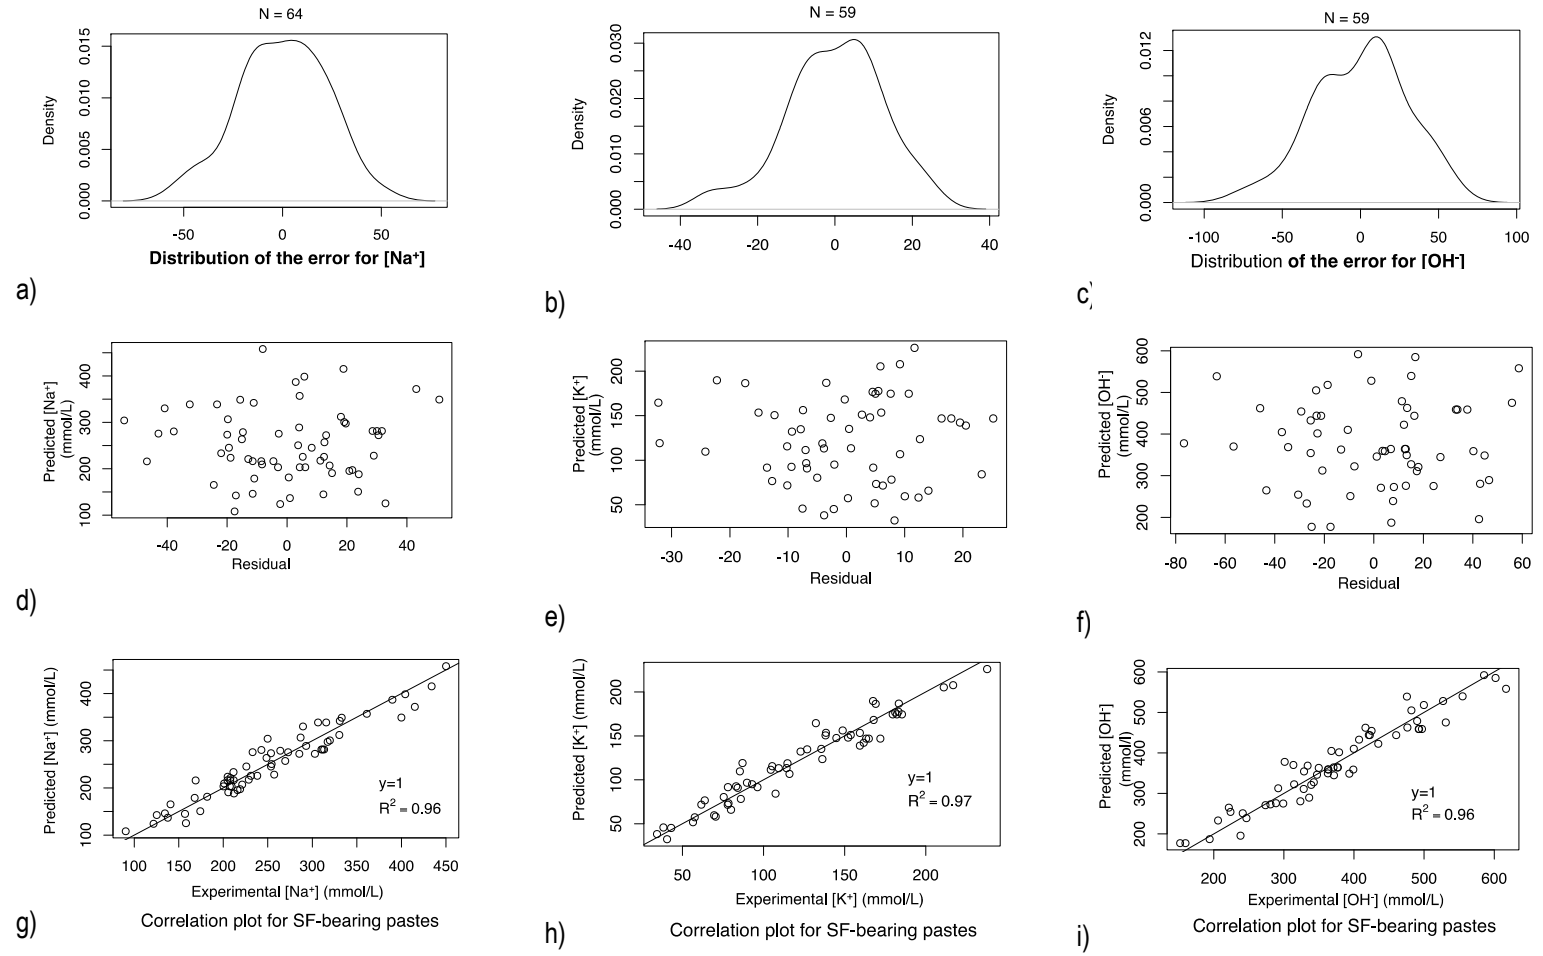 N = 64
Density
0.000
0.005
0.010
0.015
-50
0
50
Distribution of the error for [Na⁺]
a)
N = 59
Density
0.000
0.010
0.020
0.030
-40
-20
0
20
40
b)
N = 59
Density
0.000
0.006
0.012
-100
-50
0
50
100
Distribution of the error for [OH⁻]
c)
Predicted [Na⁺]
(mmol/L)
100
200
300
400
-40
-20
0
20
40
Residual
d)
Predicted [K⁺]
(mmol/L)
50
100
150
200
-30
-20
-10
0
10
20
Residual
e)
Predicted [OH⁻]
(mmol/L)
200
300
400
500
600
-80
-60
-40
-20
0
20
40
60
Residual
f)
Predicted [Na⁺] (mmol/L)
100
200
300
400
y=1
R² = 0.96
100
150
200
250
300
350
400
450
Experimental [Na⁺] (mmol/L)
Correlation plot for SF-bearing pastes
g)
Predicted [K⁺] (mmol/L)
50
100
150
200
y=1
R² = 0.97
50
100
150
200
Experimental [K⁺] (mmol/L)
Correlation plot for SF-bearing pastes
h)
Predicted [OH⁻]
(mmol/l)
200
300
400
500
600
y=1
R² = 0.96
200
300
400
500
600
Experimental [OH⁻] (mmol/L)
Correlation plot for SF-bearing pastes
i)